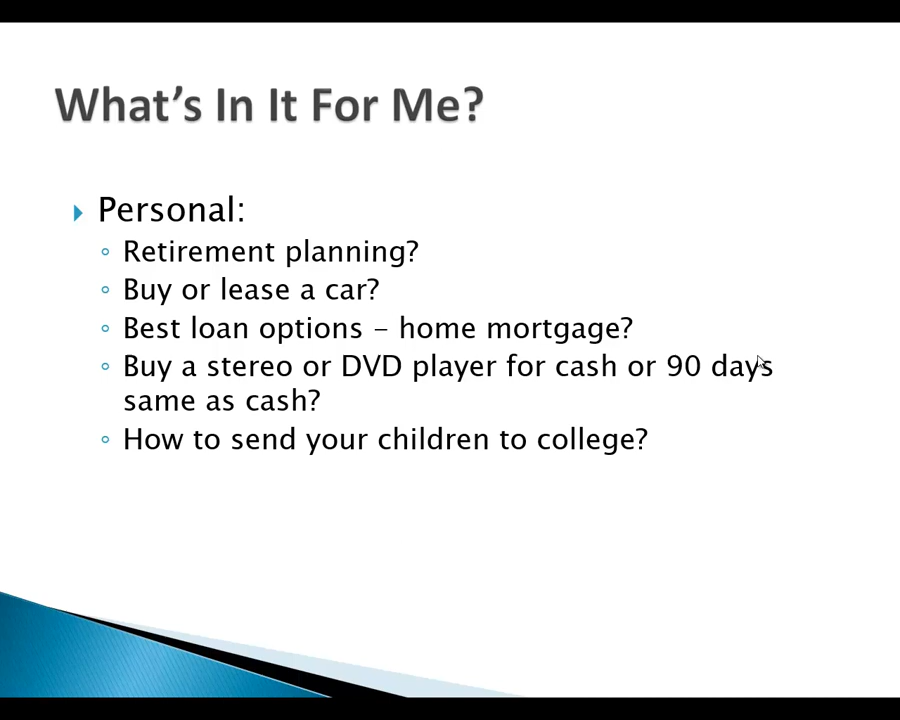 What's In It For Me?
Personal:
Retirement planning?
Buy or lease a car?
Best loan options – home mortgage?
Buy a stereo or DVD player for cash or 90 days
same as cash?
How to send your children to college?